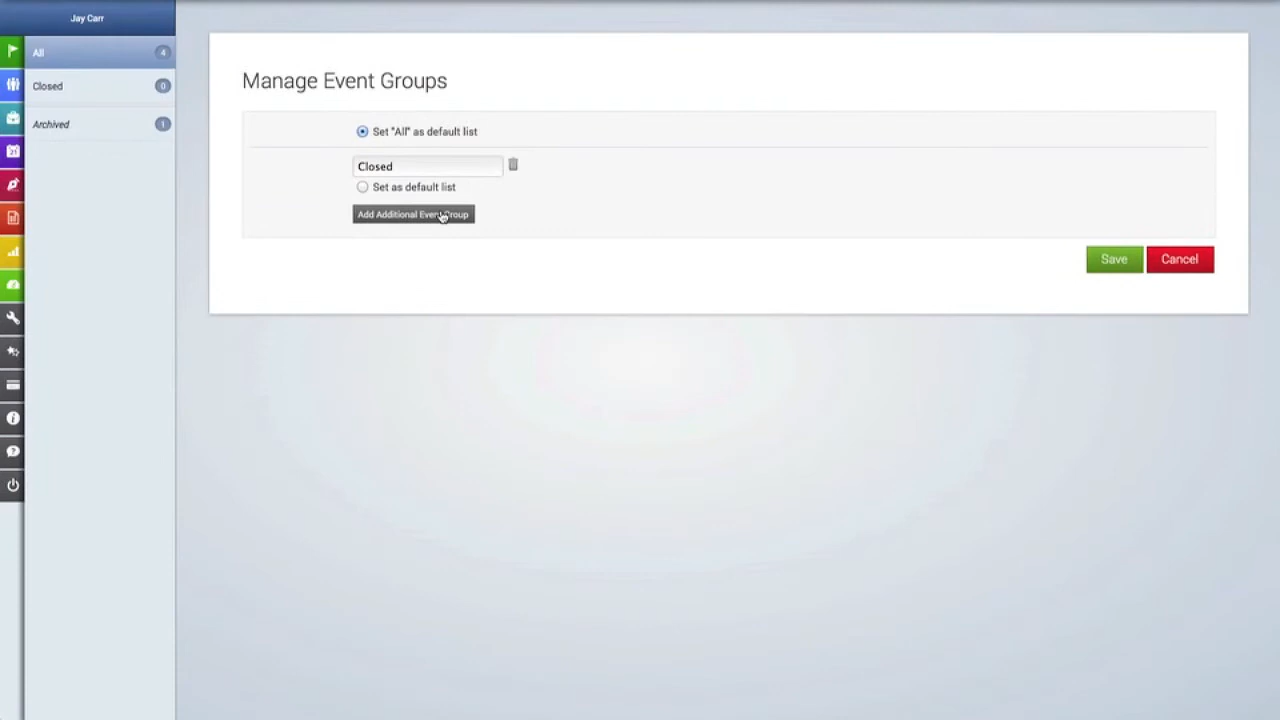 Jay Carr
All 4
Closed 0
Archived 1
Manage Event Groups
Set "All" as default list
Closed
Set as default list
Add Additional Event Group
Save Cancel
21